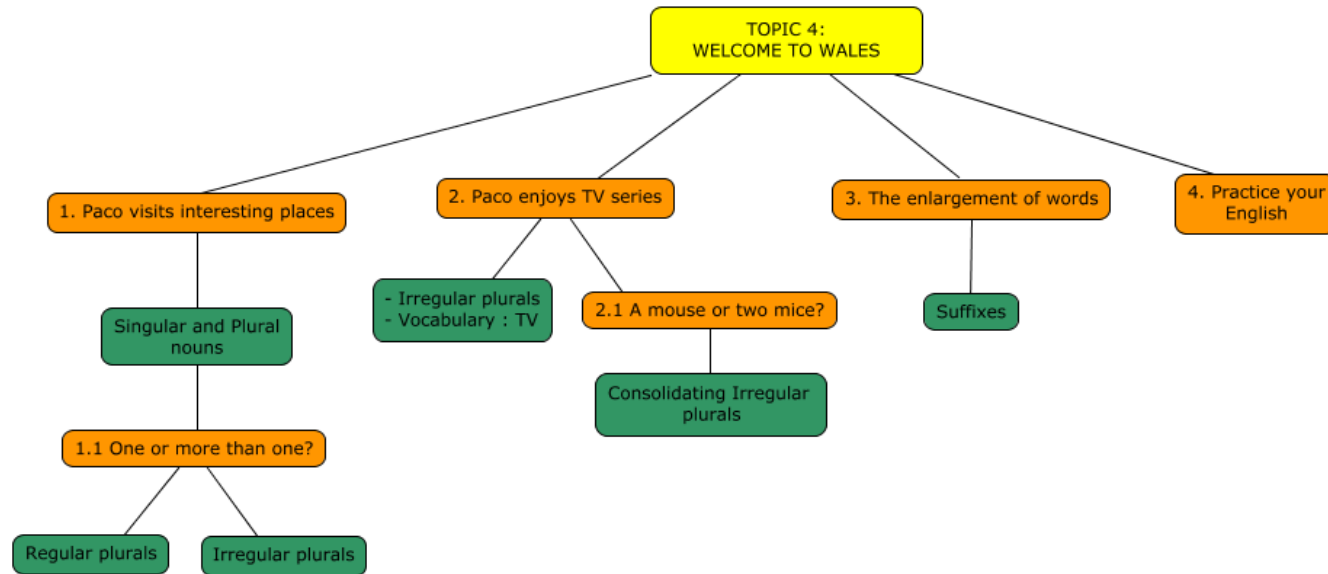 TOPIC 4:
WELCOME TO WALES
1. Paco visits interesting places
2. Paco enjoys TV series
3. The enlargement of words
4. Practice your
English
- Irregular plurals
- Vocabulary : TV
2.1 A mouse or two mice?
Suffixes
Singular and Plural
nouns
Consolidating Irregular
plurals
1.1 One or more than one?
Regular plurals
Irregular plurals